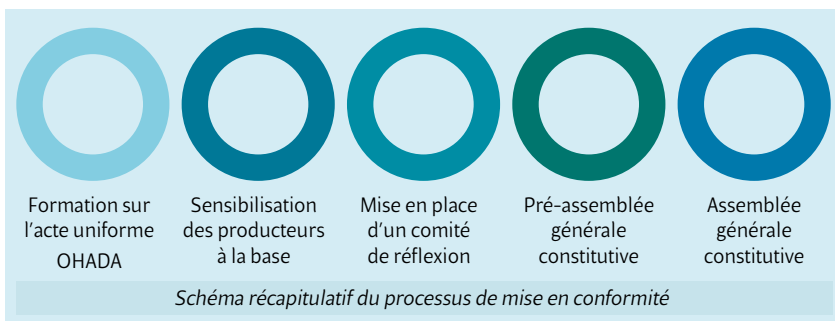 Formation sur
l'acte uniforme
OHADA
Sensibilisation
des producteurs
à la base
Mise en place
d'un comité
de réflexion
Pré-assemblée
générale
constitutive
Assemblée
générale
constitutive
Schéma récapitulatif du processus de mise en conformité